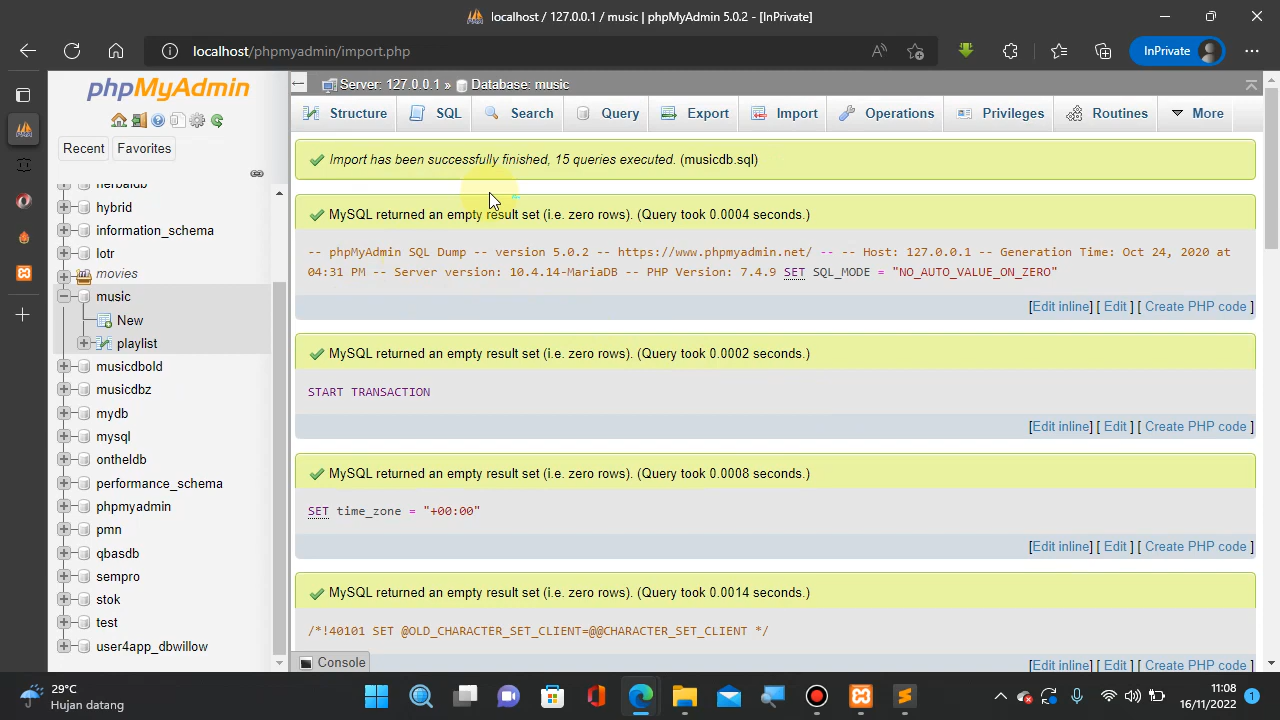 localhost / 127.0.0.1 / music | phpMyAdmin 5.0.2 - [InPrivate]
localhost/phpmyadmin/import.php
InPrivate
phpMyAdmin
Recent
Favorites
herbaldb
hybrid
information_schema
lotr
movies
music
New
playlist
musicdbold
musicdbz
mydb
mysql
ontheldb
performance_schema
phpmyadmin
pmn
qbasdb
sempro
stok
test
user4app_dbwillow
Server: 127.0.0.1 » Database: music
Structure
SQL
Search
Query
Export
Import
Operations
Privileges
Routines
More
Import has been successfully finished, 15 queries executed. (musicdb.sql)
MySQL returned an empty result set (i.e. zero rows). (Query took 0.0004 seconds.)
-- phpMyAdmin SQL Dump -- version 5.0.2 -- https://www.phpmyadmin.net/ -- -- Host: 127.0.0.1 -- Generation Time: Oct 24, 2020 at
04:31 PM -- Server version: 10.4.14-MariaDB -- PHP Version: 7.4.9 SET SQL_MODE = "NO_AUTO_VALUE_ON_ZERO"
[Edit inline] [ Edit ] [ Create PHP code ]
MySQL returned an empty result set (i.e. zero rows). (Query took 0.0002 seconds.)
START TRANSACTION
[Edit inline] [ Edit ] [ Create PHP code ]
MySQL returned an empty result set (i.e. zero rows). (Query took 0.0008 seconds.)
SET time_zone = "+00:00"
[Edit inline] [ Edit ] [ Create PHP code ]
MySQL returned an empty result set (i.e. zero rows). (Query took 0.0014 seconds.)
/*!40101 SET @OLD_CHARACTER_SET_CLIENT=@@CHARACTER_SET_CLIENT */
[Edit inline] [ Edit ] [ Create PHP code ]
Console
29°C
Hujan datang
11:08
16/11/2022
1